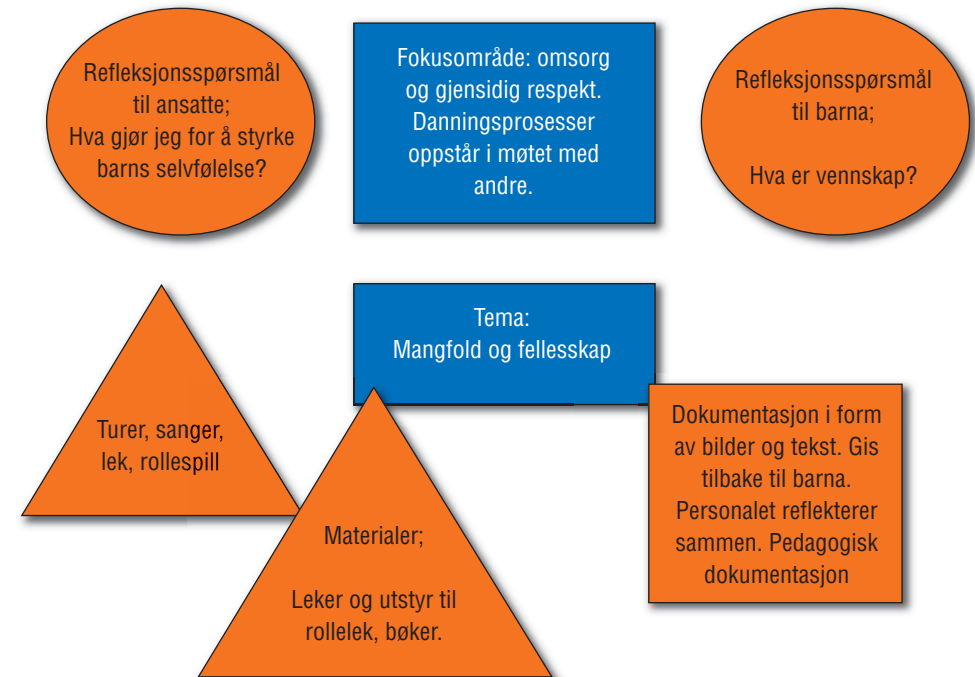 Refleksjonsspørsmål
til ansatte;
Hva gjør jeg for å styrke
barns selvfølelse?
Fokusområde: omsorg
og gjensidig respekt.
Danningsprosesser
oppstår i møtet med
andre.
Refleksjonsspørsmål
til barna;
Hva er vennskap?
Turer, sanger,
lek, rollespill
Tema:
Mangfold og fellesskap
Materialer;
Leker og utstyr til
rollelek, bøker.
Dokumentasjon i form
av bilder og tekst. Gis
tilbake til barna.
Personalet reflekterer
sammen. Pedagogisk
dokumentasjon